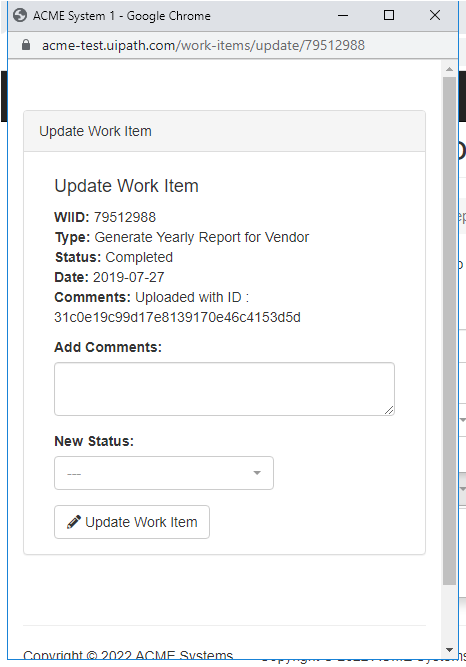 ACME System 1 - Google Chrome
acme-test.uipath.com/work-items/update/79512988
Update Work Item
Update Work Item
WIID: 79512988
Type: Generate Yearly Report for Vendor
Status: Completed
Date: 2019-07-27
Comments: Uploaded with ID :
31c0e19c99d17e8139170e46c4153d5d
Add Comments:
New Status:
---
Update Work Item
Copyright © 2022 ACME Systems